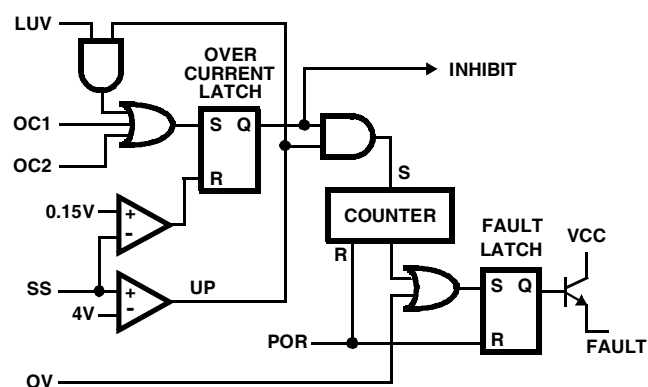 LUV
OVER
CURRENT
LATCH
INHIBIT
OC1
S Q
OC2
R
S
0.15V
+
-
COUNTER
FAULT
LATCH
VCC
R
SS
+
UP
S Q
4V
-
POR
R
FAULT
OV